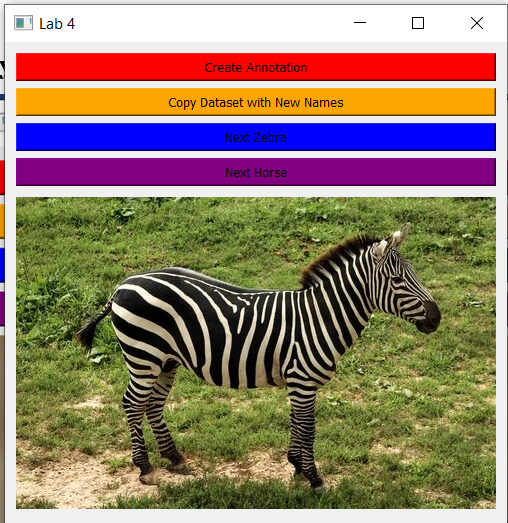 Lab 4
Create Annotation
Copy Dataset with New Names
Next Zebra
Next Horse